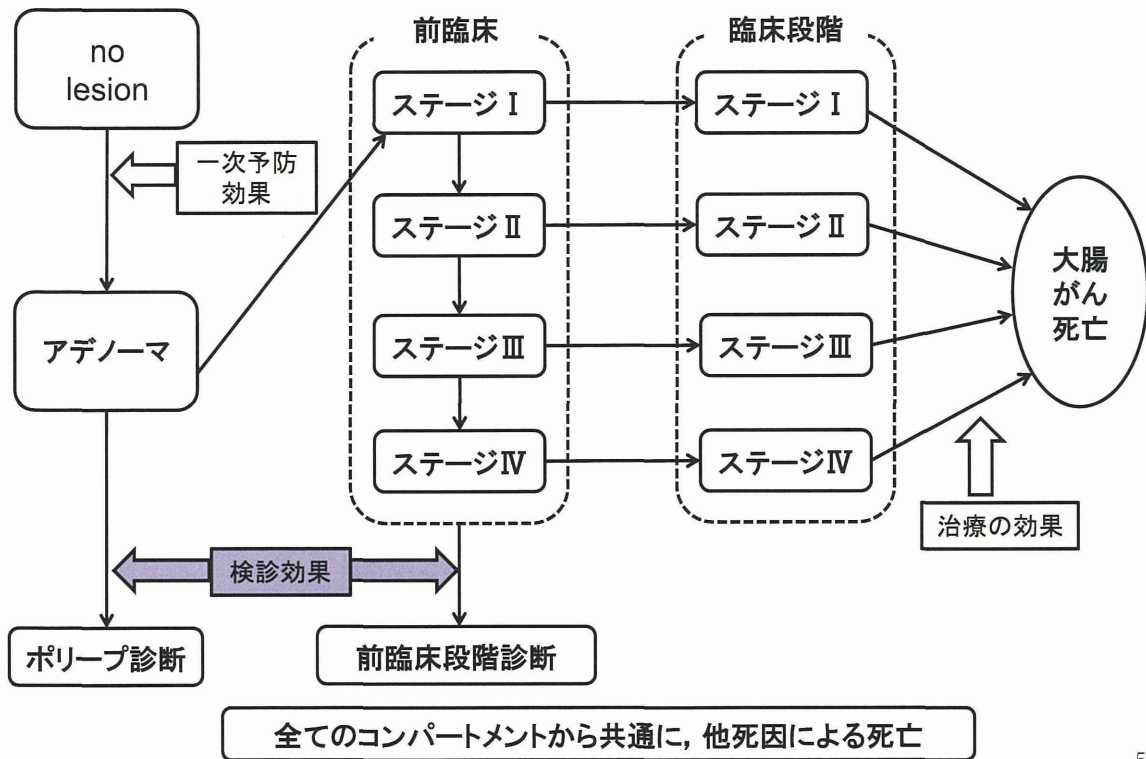 no
lesion
一次予防
効果
アデノーマ
ポリープ診断
前臨床
ステージⅠ
ステージⅡ
ステージⅢ
ステージⅣ
検診効果
前臨床段階診断
臨床段階
ステージⅠ
ステージⅡ
ステージⅢ
ステージⅣ
大腸
がん
死亡
治療の効果
全てのコンパートメントから共通に, 他死因による死亡
5